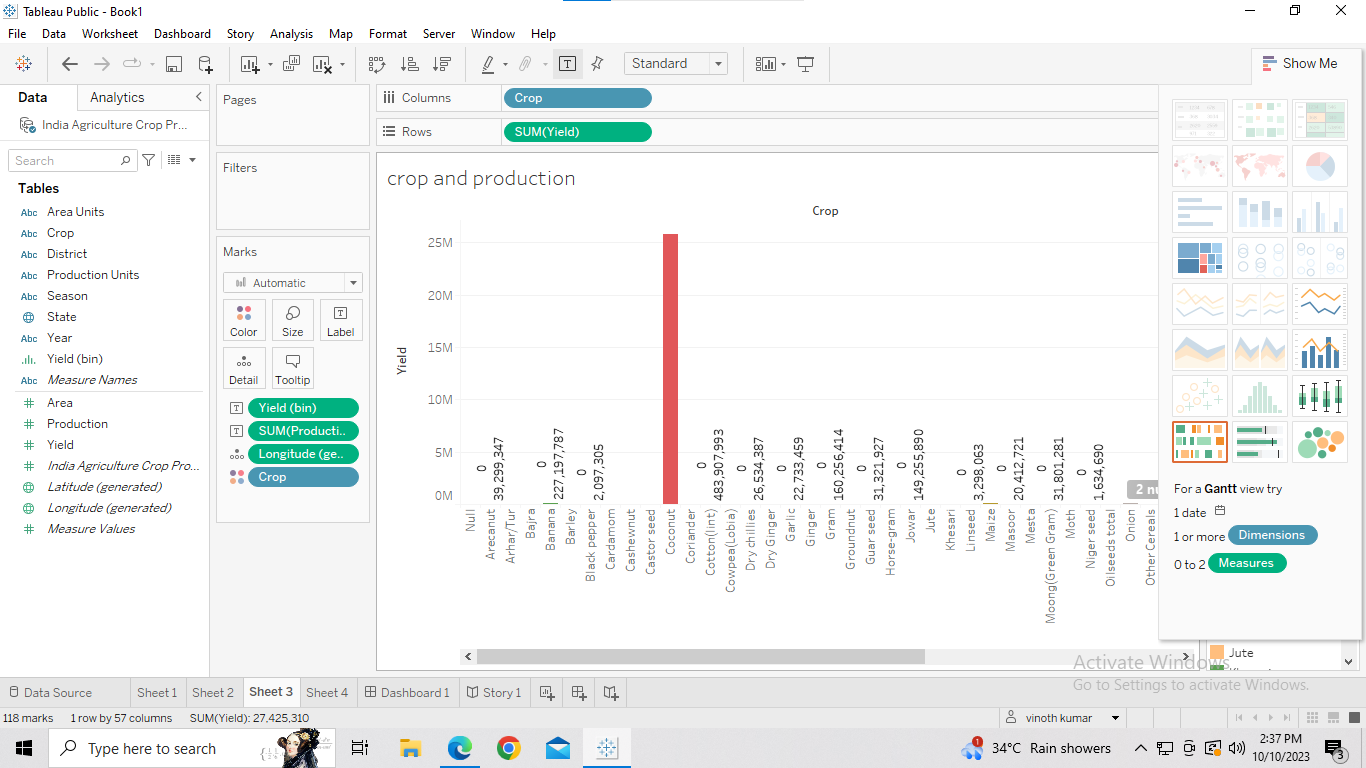 Tableau Public - Book1
File Data Worksheet Dashboard Story Analysis Map Format Server Window Help
Standard
Show Me
Data Analytics
India Agriculture Crop Pr...
Search
Tables
Abc Area Units
Abc Crop
Abc District
Abc Production Units
Abc Season
State
Abc Year
Yield (bin)
Abc Measure Names
Area
Production
Yield
India Agriculture Crop Pro...
Latitude (generated)
Longitude (generated)
Measure Values
Pages
Filters
Marks
Automatic
Color Size Label
Detail Tooltip
Yield (bin)
SUM(Producti..
Longitude (ge..
Crop
Columns Crop
Rows SUM(Yield)
crop and production
Crop
Yield
25M
20M
15M
10M
5M
0M
0
39,299,347
0
227,197,787
0
2,097,305
0
483,907,993
0
26,534,387
0
22,733,459
0
160,256,414
0
31,321,927
0
149,255,890
0
3,298,063
0
20,412,721
0
31,801,281
0
1,634,690
2 nu
Null
Arecanut
Arhar/Tur
Bajra
Banana
Barley
Black pepper
Cardamom
Cashewnut
Castor seed
Coconut
Coriander
Cotton(lint)
Cowpea(Lobia)
Dry chillies
Dry Ginger
Garlic
Ginger
Gram
Groundnut
Guar seed
Horse-gram
Jowar
Jute
Khesari
Linseed
Maize
Masoor
Mesta
Moong(Green Gram)
Moth
Niger seed
Oilseeds total
Onion
Other Cereals
For a Gantt view try
1 date
1 or more Dimensions
0 to 2 Measures
Jute
Activate Windows
Go to Settings to activate Windows.
Data Source Sheet 1 Sheet 2 Sheet 3 Sheet 4 Dashboard 1 Story 1
118 marks 1 row by 57 columns SUM(Yield): 27,425,310
vinoth kumar
Type here to search
1
34°C Rain showers
2:37 PM
10/10/2023
3